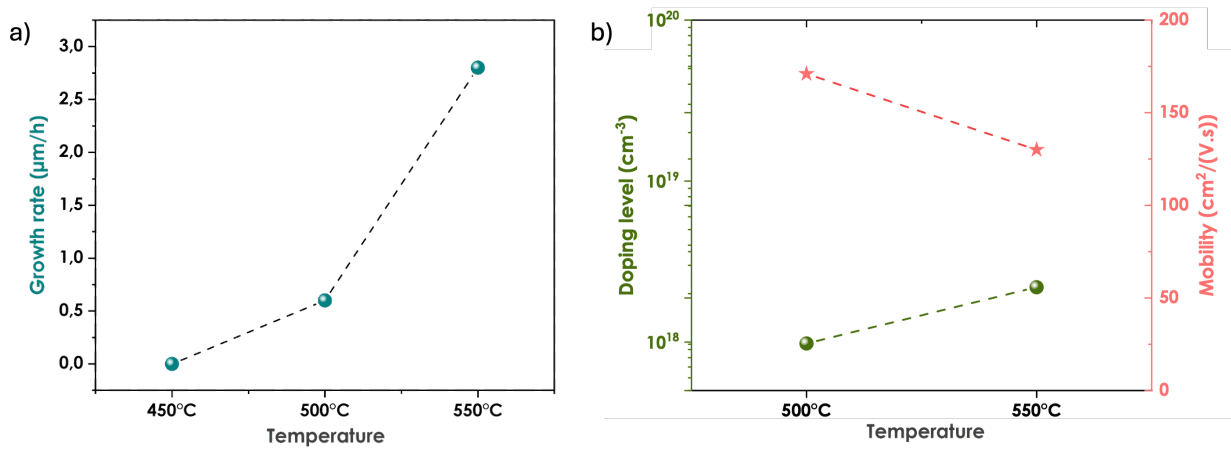 a)
Growth rate (µm/h)
3,0
2,5
2,0
1,5
1,0
0,5
0,0
450°C 500°C 550°C
Temperature
b)
Doping level (cm⁻³)
10²⁰
10¹⁹
10¹⁸
200
150
100
50
0
Mobility (cm²/(V.s))
500°C 550°C
Temperature